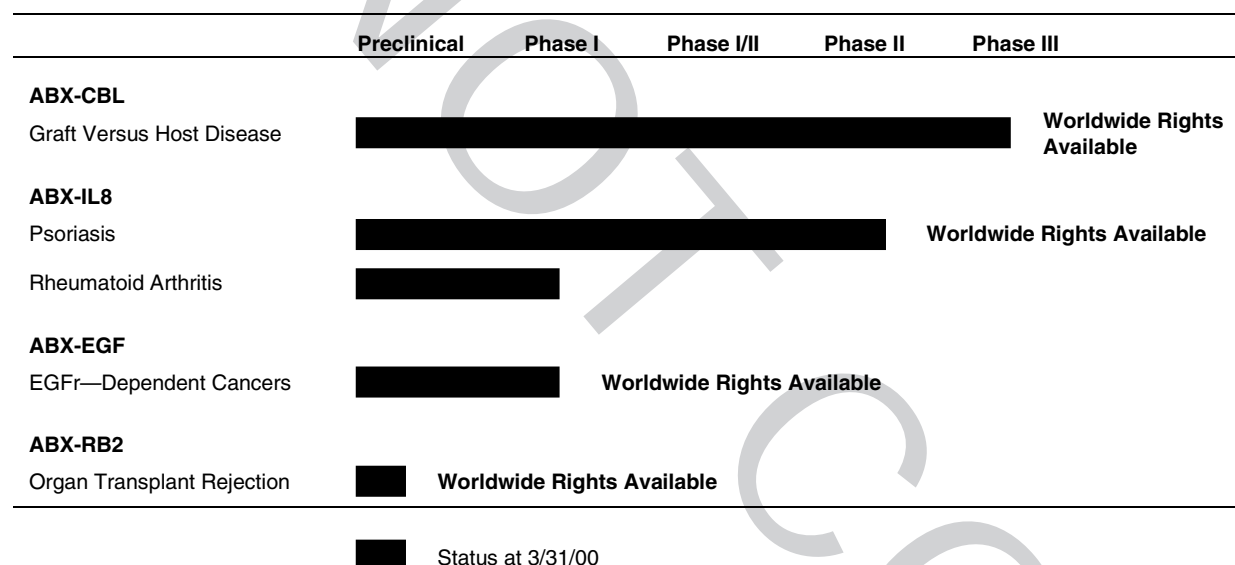 Preclinical Phase I Phase I/II Phase II Phase III
ABX-CBL
Graft Versus Host Disease
Worldwide Rights
Available
ABX-IL8
Psoriasis
Worldwide Rights Available
Rheumatoid Arthritis
ABX-EGF
EGFr—Dependent Cancers
Worldwide Rights Available
ABX-RB2
Organ Transplant Rejection
Worldwide Rights Available
Status at 3/31/00